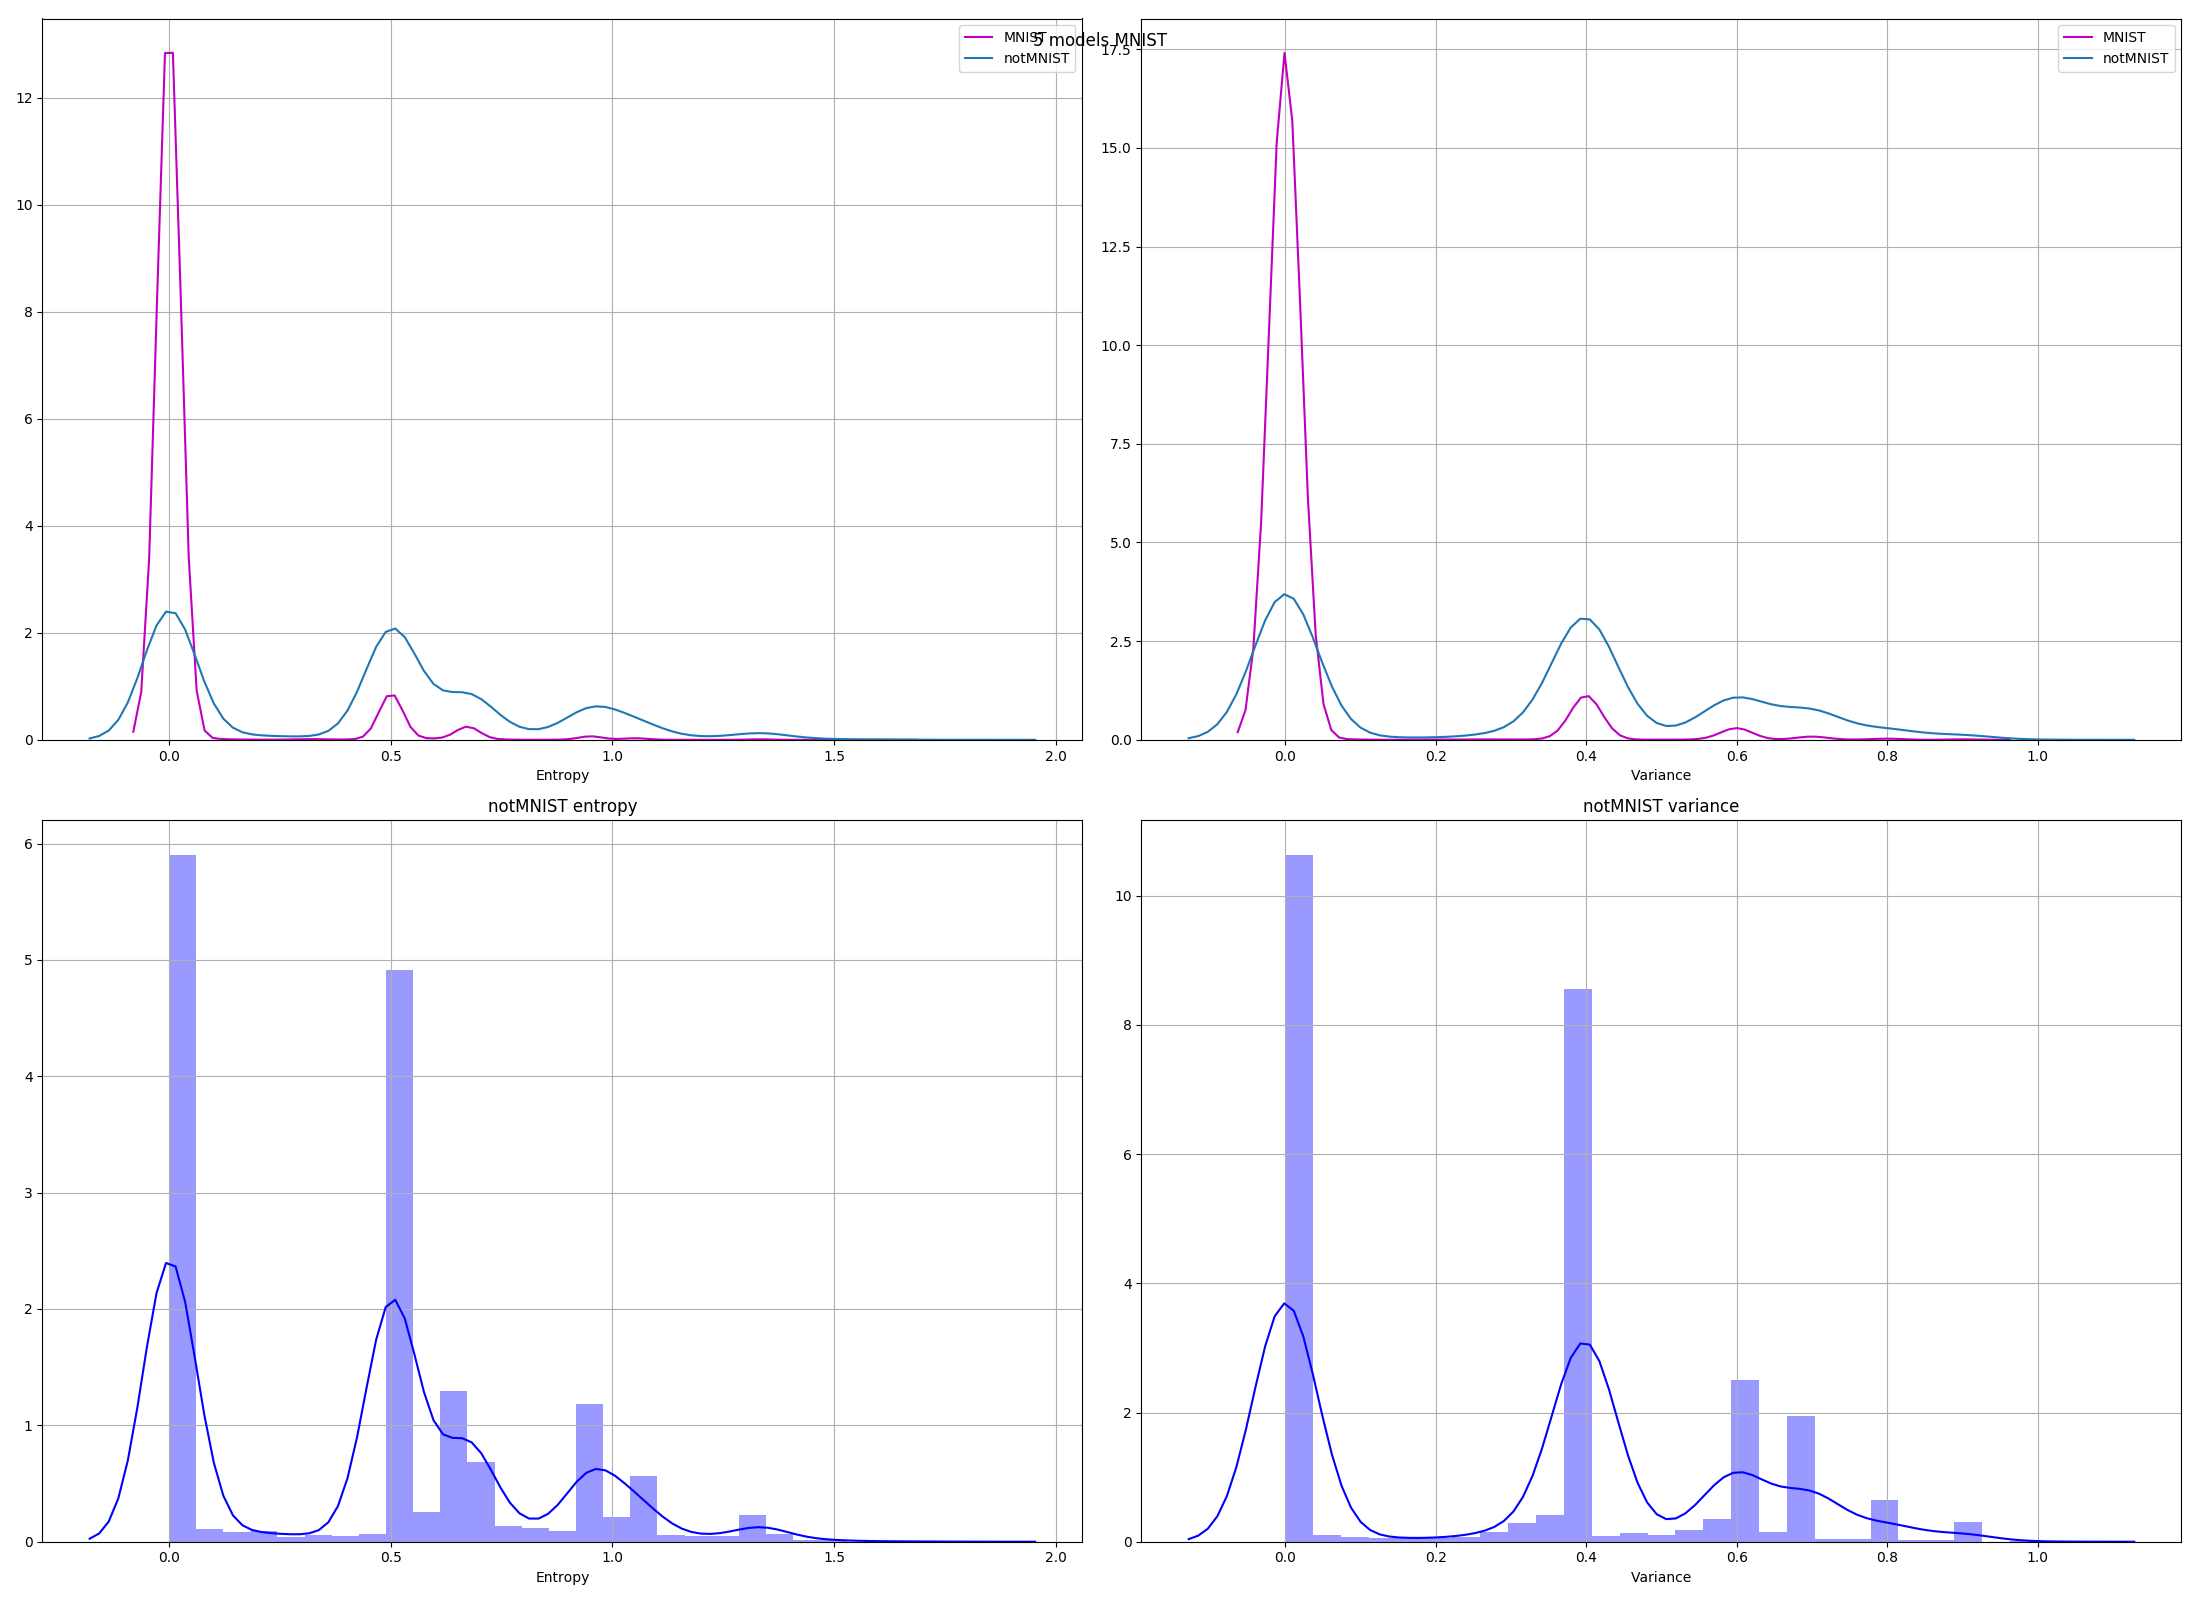 5 models MNIST
MNIST
notMNIST
12
10
8
6
4
2
0
0.0 0.5 1.0 1.5 2.0
Entropy
MNIST
notMNIST
17.5
15.0
12.5
10.0
7.5
5.0
2.5
0.0
0.0 0.2 0.4 0.6 0.8 1.0
Variance
notMNIST entropy
6
5
4
3
2
1
0
0.0 0.5 1.0 1.5 2.0
Entropy
notMNIST variance
10
8
6
4
2
0
0.0 0.2 0.4 0.6 0.8 1.0
Variance